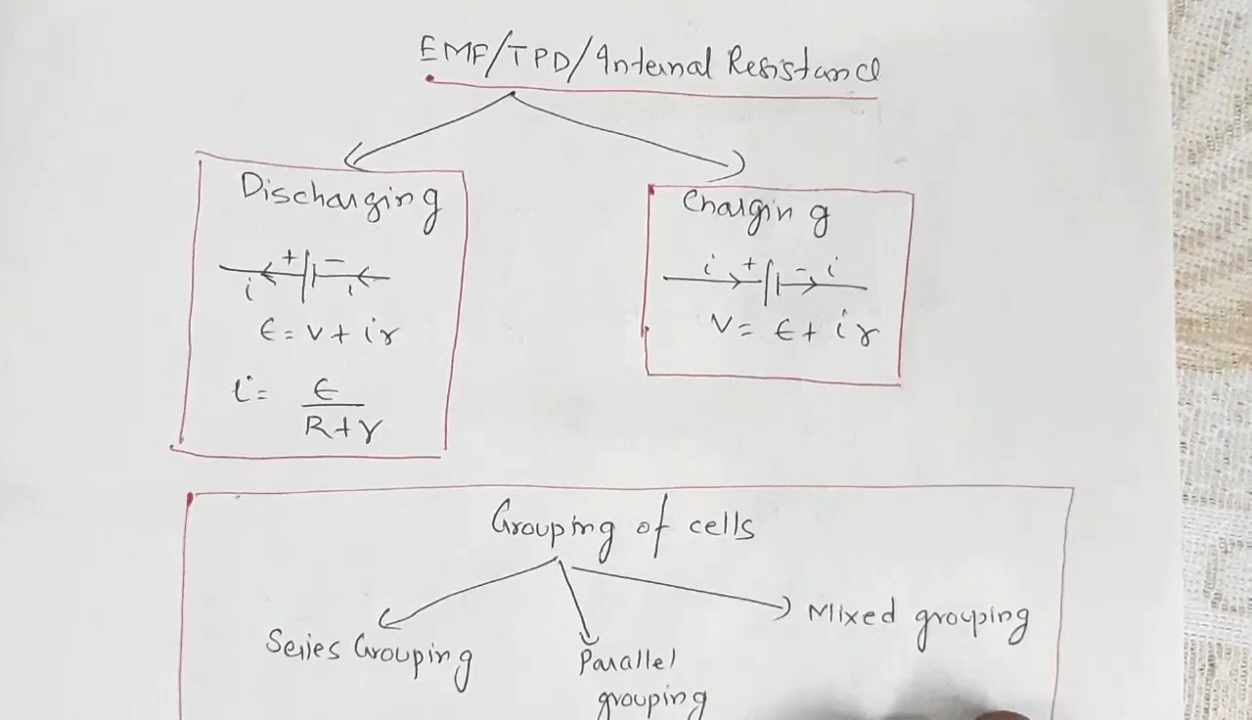 EMF/TPD/Internal Resistance
Discharging
+ -
i i
ϵ = v + ir
i = ϵ / R+r
Charging
i + - i
V = ϵ + ir
Grouping of cells
Series Grouping
Parallel grouping
Mixed grouping